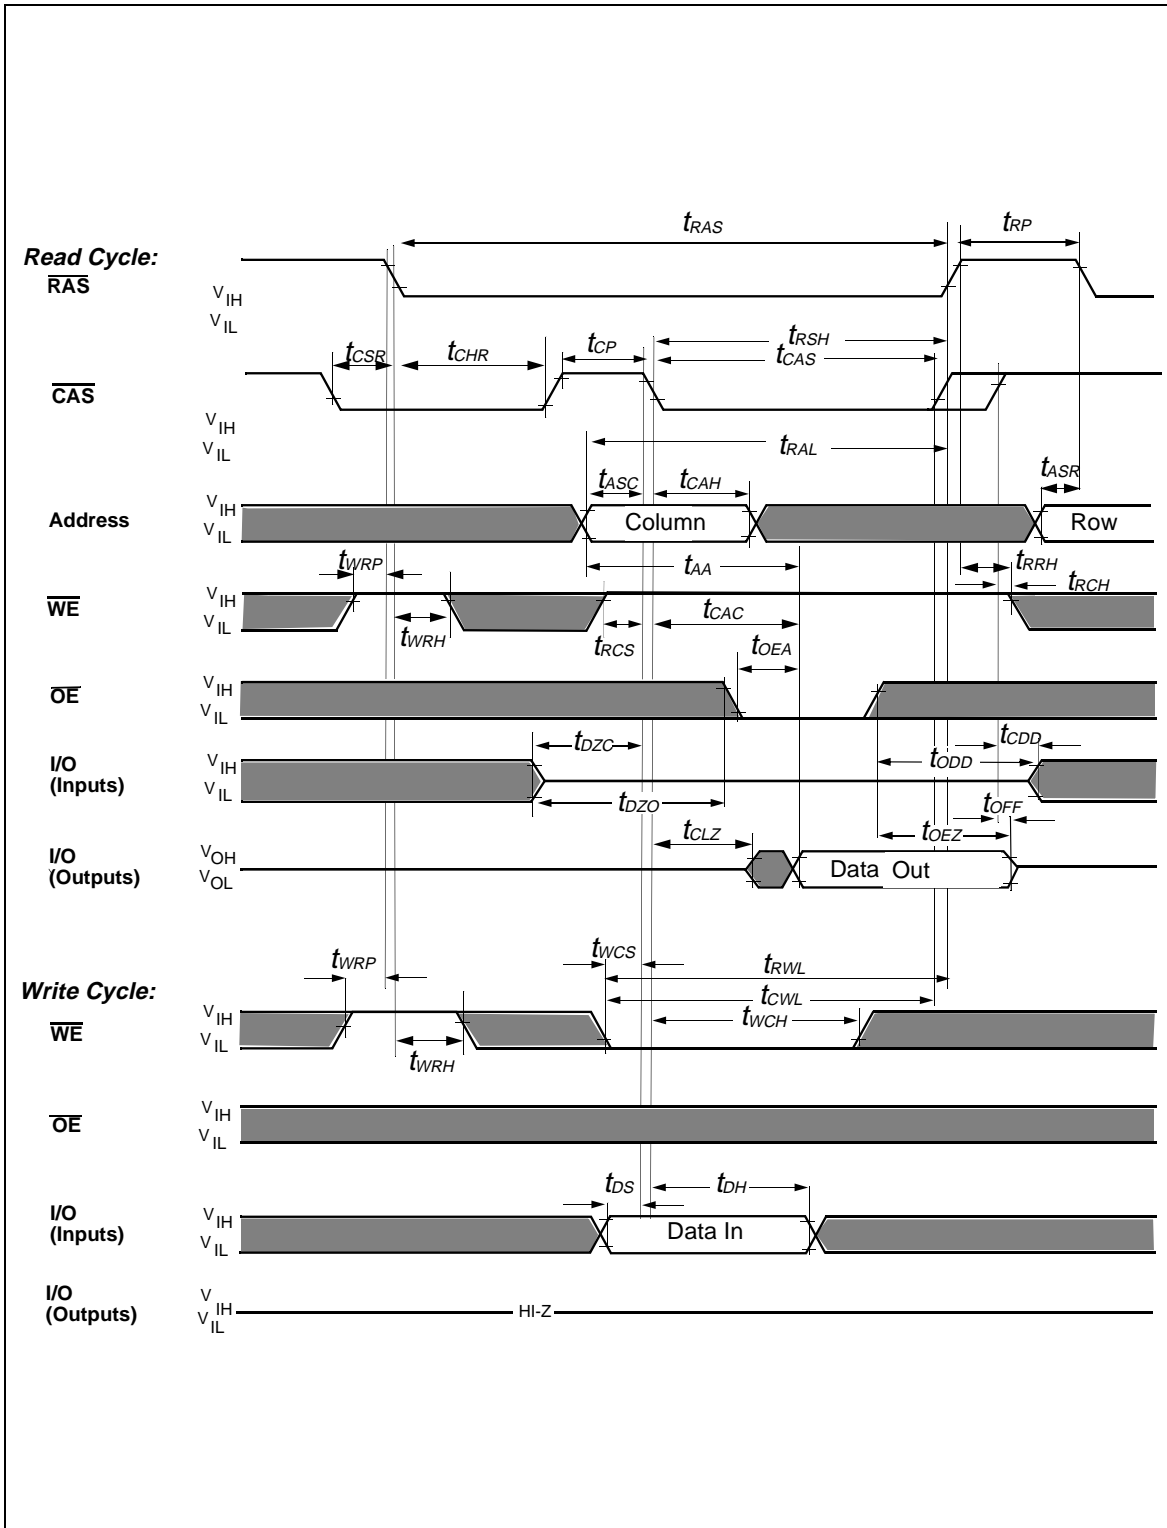 tRAS
tRP
Read Cycle:
RAS
VIH
VIL
tRSH
tCSR
tCHR
tCP
tCAS
CAS
VIH
VIL
tRAL
tASC
tCAH
tASR
Address
VIH
VIL
Column
Row
tWRP
tAA
tRRH
tRCH
WE
VIH
VIL
tWRH
tRCS
tCAC
tOEA
OE
VIH
VIL
tDZC
tCDD
I/O
(Inputs)
VIH
VIL
tODD
tDZO
tOFF
tCLZ
tOEZ
I/O
(Outputs)
VOH
VOL
Data Out
tWCS
tWRP
tRWL
Write Cycle:
tCWL
WE
VIH
VIL
tWCH
tWRH
OE
VIH
VIL
tDS
tDH
I/O
(Inputs)
VIH
VIL
Data In
I/O
(Outputs)
VIH
VIL
HI-Z